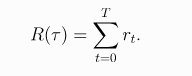 R(τ) = ∑_{t=0}^{T} r_t.